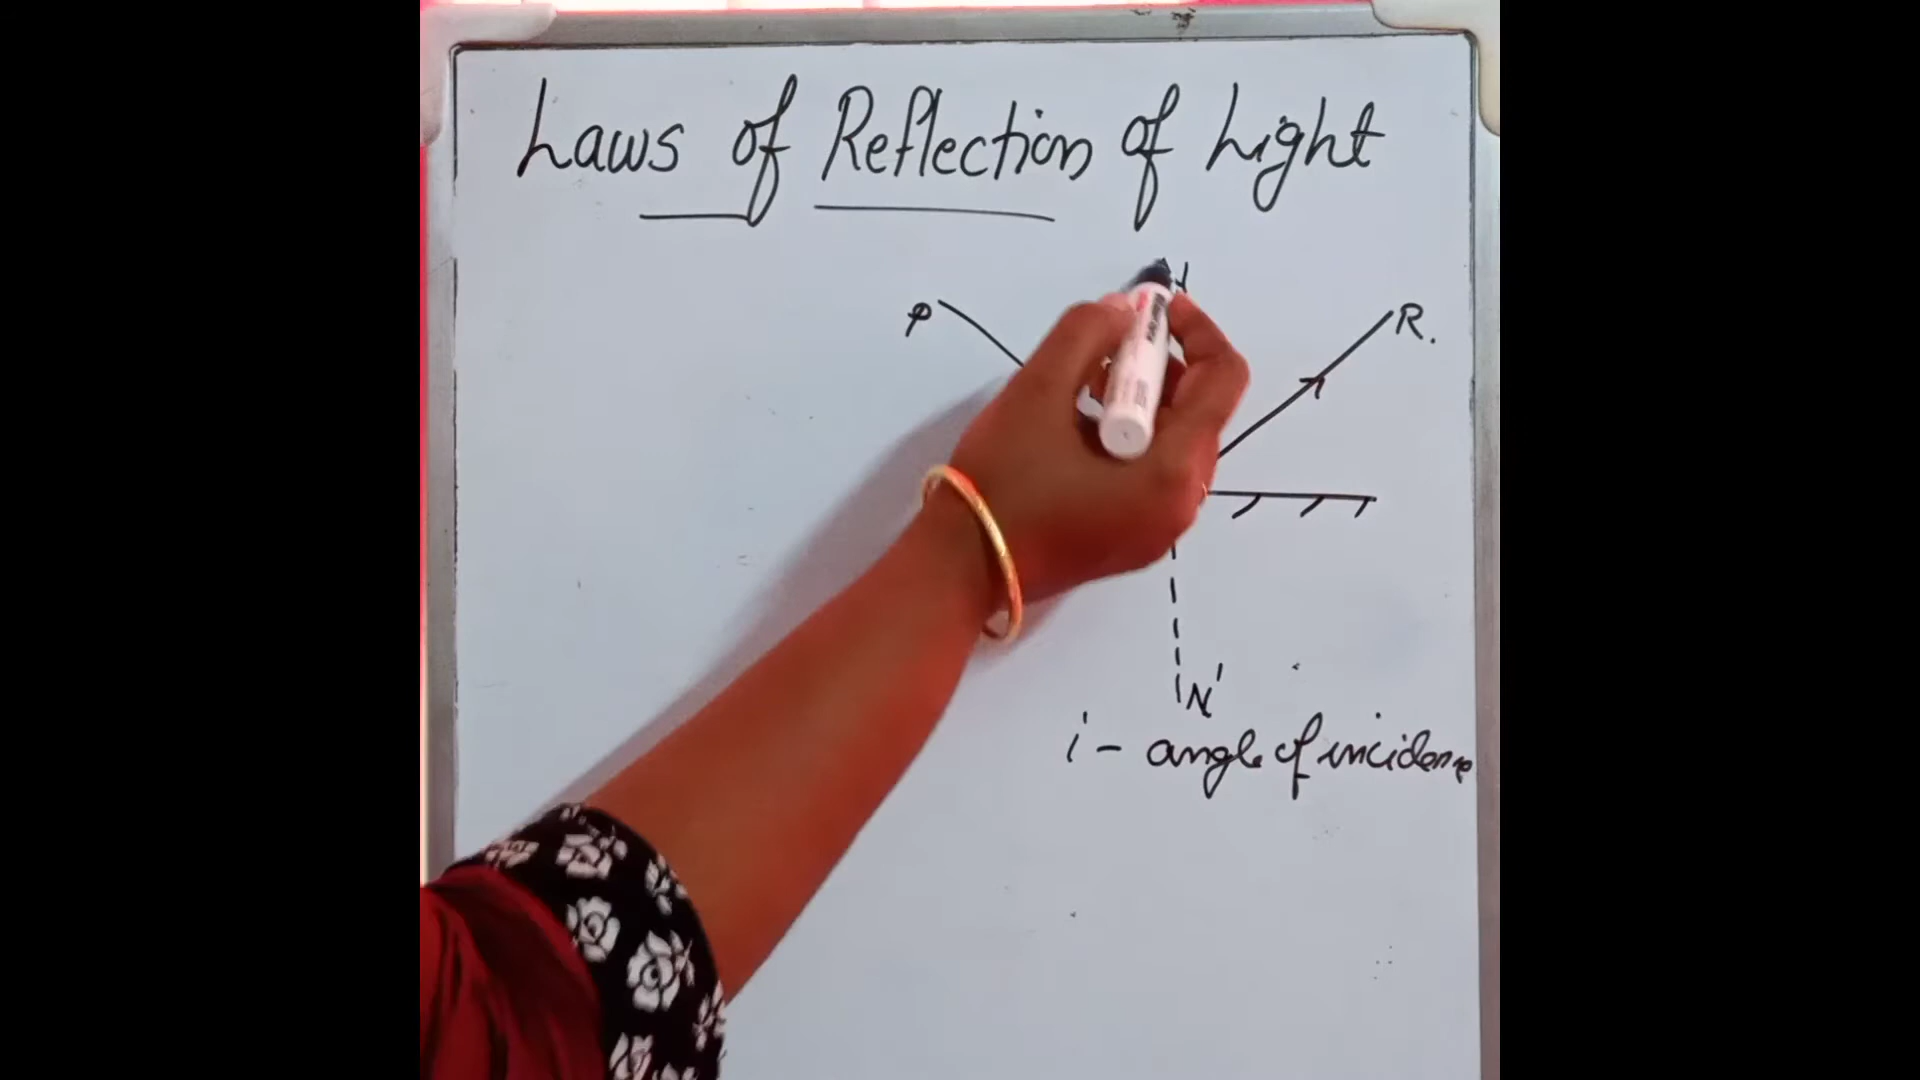 Laws of Reflection of Light
P
R.
N'
i - angle of incidence